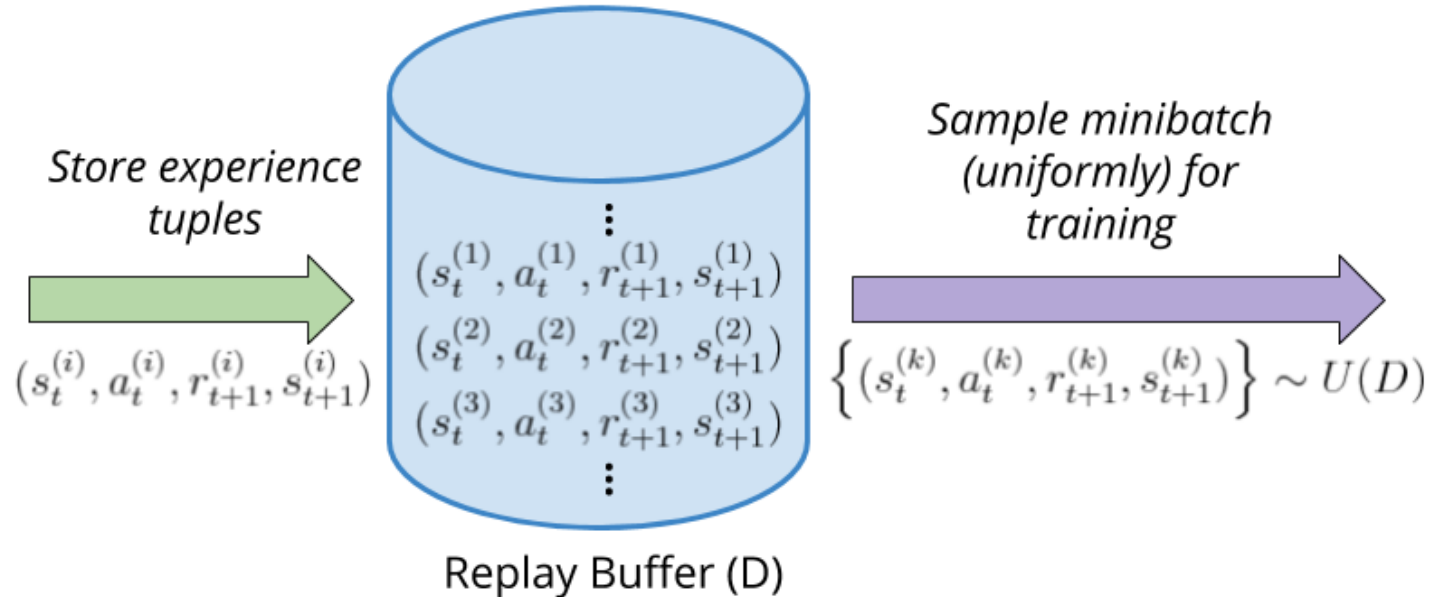 Store experience
tuples
(s_t^{(i)}, a_t^{(i)}, r_{t+1}^{(i)}, s_{t+1}^{(i)})
⋮
(s_t^{(1)}, a_t^{(1)}, r_{t+1}^{(1)}, s_{t+1}^{(1)})
(s_t^{(2)}, a_t^{(2)}, r_{t+1}^{(2)}, s_{t+1}^{(2)})
(s_t^{(3)}, a_t^{(3)}, r_{t+1}^{(3)}, s_{t+1}^{(3)})
⋮
Replay Buffer (D)
Sample minibatch
(uniformly) for
training
{(s_t^{(k)}, a_t^{(k)}, r_{t+1}^{(k)}, s_{t+1}^{(k)})} ~ U(D)